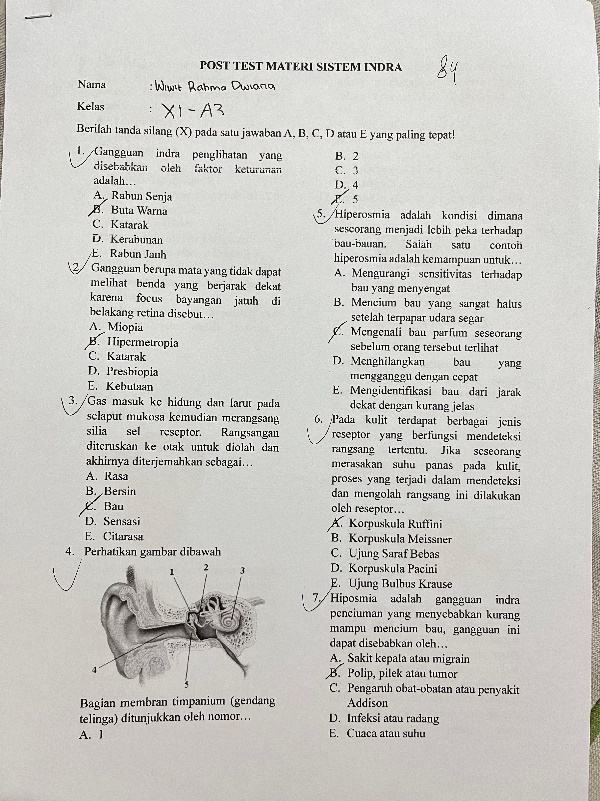 POST TEST MATERI SISTEM INDRA
84
Nama : Wiwit Rahma Dwiana
Kelas : XI - A3
Berilah tanda silang (X) pada satu jawaban A, B, C, D atau E yang paling tepat!
1. Gangguan indra penglihatan yang
disebabkan oleh faktor keturunan
adalah…
A. Rabun Senja
B. Buta Warna
C. Katarak
D. Kerabunan
E. Rabun Jauh
2. Gangguan berupa mata yang tidak dapat
melihat benda yang berjarak dekat
karena focus bayangan jatuh di
belakang retina disebut…
A. Miopia
B. Hipermetropia
C. Katarak
D. Presbiopia
E. Kebutaan
3. Gas masuk ke hidung dan larut pada
selaput mukosa kemudian merangsang
silia sel reseptor. Rangsangan
diteruskan ke otak untuk diolah dan
akhirnya diterjemahkan sebagai…
A. Rasa
B. Bersin
C. Bau
D. Sensasi
E. Citarasa
4. Perhatikan gambar dibawah
1 2 3
4
5
Bagian membran timpanium (gendang
telinga) ditunjukkan oleh nomor…
A. 1
B. 2
C. 3
D. 4
E. 5
5. Hiperosmia adalah kondisi dimana
seseorang menjadi lebih peka terhadap
bau-bauan. Salah satu contoh
hiperosmia adalah kemampuan untuk…
A. Mengurangi sensitivitas terhadap
bau yang menyengat
B. Mencium bau yang sangat halus
setelah terpapar udara segar
C. Mengenali bau parfum seseorang
sebelum orang tersebut terlihat
D. Menghilangkan bau yang
mengganggu dengan cepat
E. Mengidentifikasi bau dari jarak
dekat dengan kurang jelas
6. Pada kulit terdapat berbagai jenis
reseptor yang berfungsi mendeteksi
rangsang tertentu. Jika seseorang
merasakan suhu panas pada kulit,
proses yang terjadi dalam mendeteksi
dan mengolah rangsang ini dilakukan
oleh reseptor…
A. Korpuskula Ruffini
B. Korpuskula Meissner
C. Ujung Saraf Bebas
D. Korpuskula Pacini
E. Ujung Bulbus Krause
7. Hiposmia adalah gangguan indra
penciuman yang menyebabkan kurang
mampu mencium bau, gangguan ini
dapat disebabkan oleh…
A. Sakit kepala atau migrain
B. Polip, pilek atau tumor
C. Pengaruh obat-obatan atau penyakit
Addison
D. Infeksi atau radang
E. Cuaca atau suhu